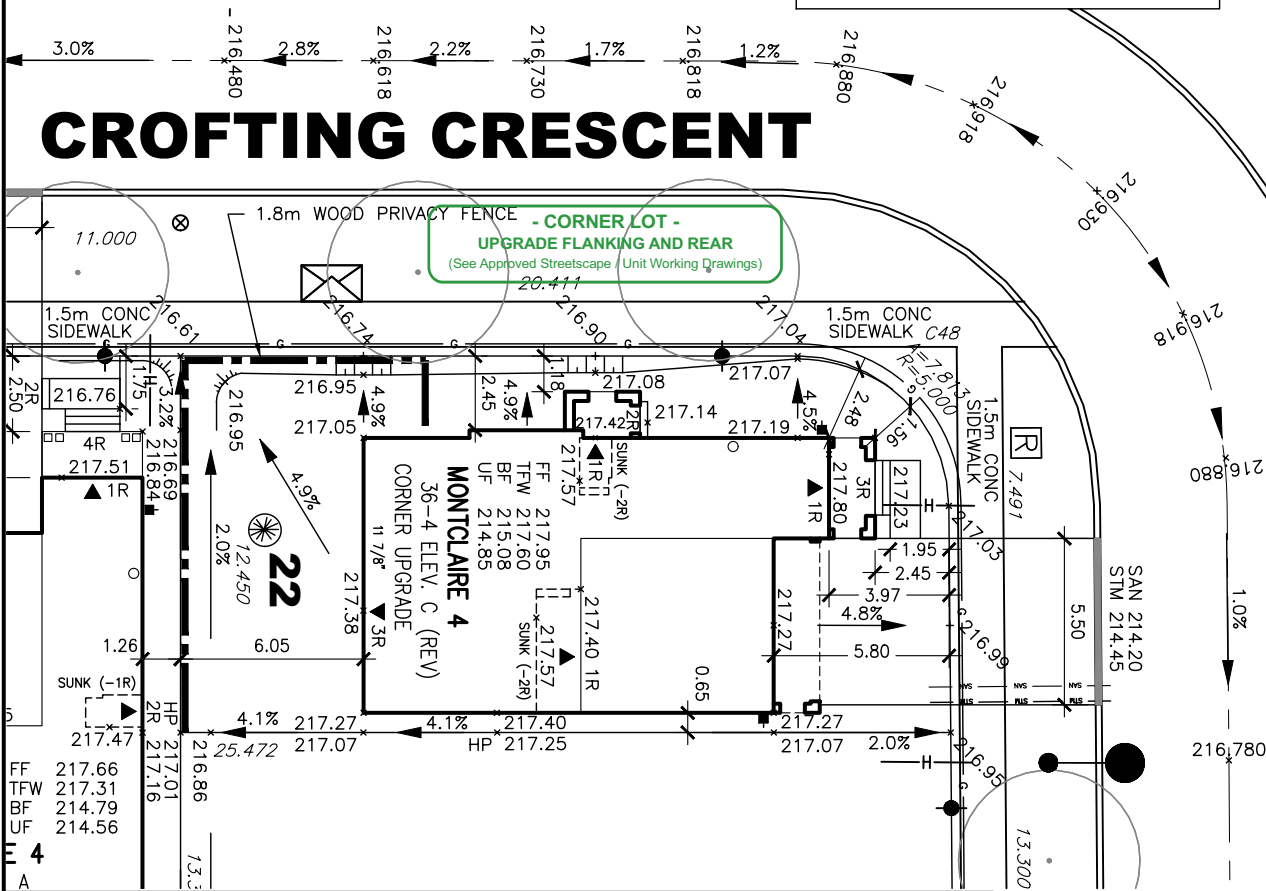 3.0%
216.480
2.8%
216.618
2.2%
216.730
1.7%
216.818
1.2%
216.880
216.918
216.930
216.918
216.880
1.0%
216.780
CROFTING CRESCENT
1.8m WOOD PRIVACY FENCE
- CORNER LOT -
UPGRADE FLANKING AND REAR
(See Approved Streetscape / Unit Working Drawings)
11.000
20.411
1.5m CONC
SIDEWALK
216.61
216.74
216.90
217.04
1.5m CONC
SIDEWALK
C48
A=7.813
R=5.000
1.5m CONC
SIDEWALK
R
7.491
G
G
G
G
2R
2.50
216.76
1.75
H
3.2%
4R
217.51
1R
216.84
216.69
216.95
216.95
4.9%
217.05
2.45
4.9%
1.18
217.08
217.42
2R
217.14
217.07
217.19
4.5%
2.48
1.56
217.57
1R
SUNK (-2R)
1R
217.80
3R
217.23
H
217.03
4.9%
2.0%
12.450
22
11 7/8"
MONTCLAIRE 4
36-4 ELEV. C (REV)
CORNER UPGRADE
FF 217.95
TFW 217.60
BF 215.08
UF 214.85
217.38
3R
SUNK (-2R)
217.57
217.40 1R
217.27
1.95
2.45
3.97
4.8%
5.80
G
216.99
5.50
SAN 214.20
STM 214.45
SAN
SAN
SAN
STM
STM
STM
1.26
6.05
0.65
SUNK (-1R)
2R
217.47
HP
217.16
217.01
216.86
4.1%
25.472
217.27
217.07
4.1%
217.40
HP 217.25
217.27
217.07
2.0%
216.95
H
G
FF 217.66
TFW 217.31
BF 214.79
UF 214.56
E 4
A
13.3
13.300